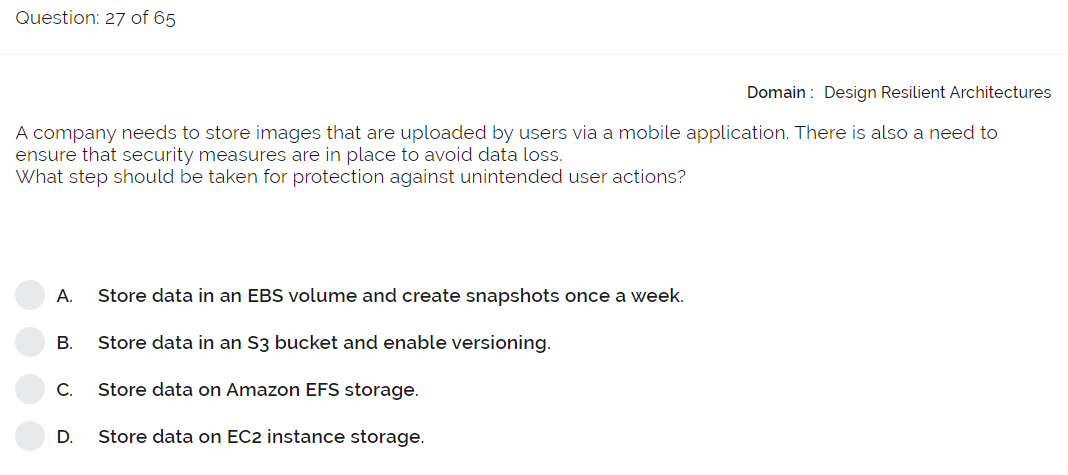 Question: 27 of 65
Domain : Design Resilient Architectures
A company needs to store images that are uploaded by users via a mobile application. There is also a need to
ensure that security measures are in place to avoid data loss.
What step should be taken for protection against unintended user actions?
A. Store data in an EBS volume and create snapshots once a week.
B. Store data in an S3 bucket and enable versioning.
C. Store data on Amazon EFS storage.
D. Store data on EC2 instance storage.